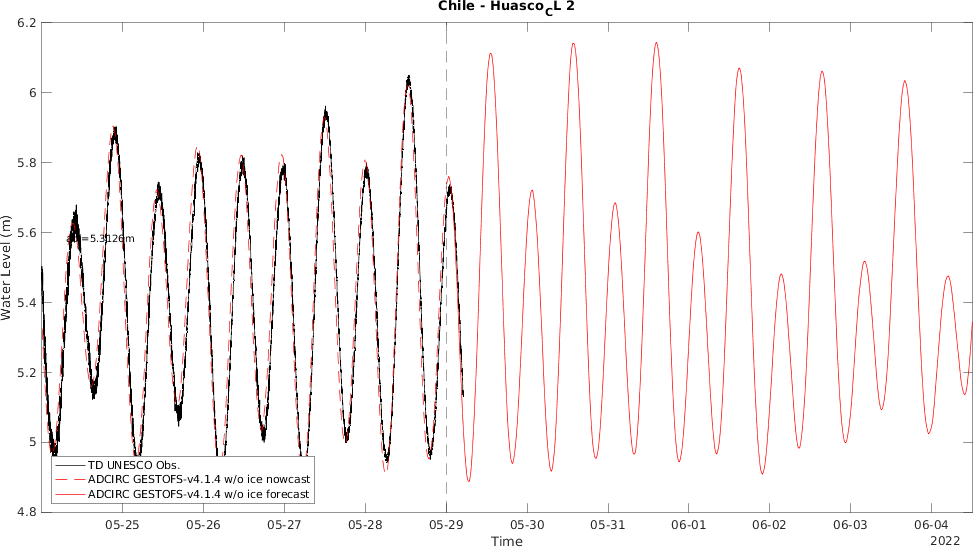 Chile - Huasco_CL 2
6.2
6
5.8
5.6
5.4
5.2
5
4.8
Water Level (m)
=5.3126m
TD UNESCO Obs.
ADCIRC GESTOFS-v4.1.4 w/o ice nowcast
ADCIRC GESTOFS-v4.1.4 w/o ice forecast
05-25
05-26
05-27
05-28
05-29
05-30
05-31
06-01
06-02
06-03
06-04
Time
2022